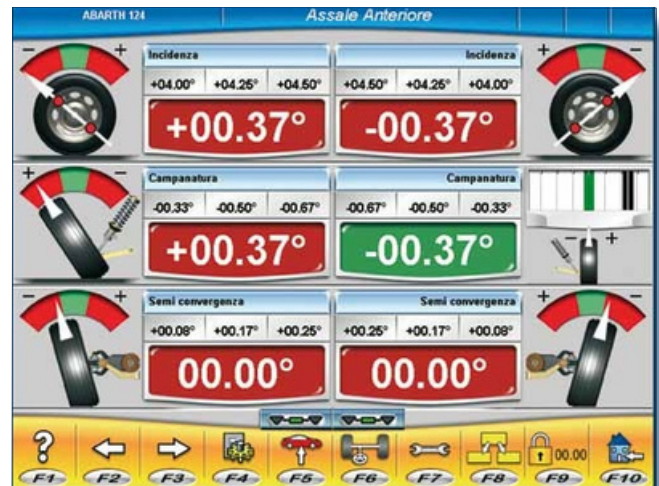 ABARTH 124 Assale Anteriore
- + Incidenza Incidenza + -
+04.00° +04.25° +04.50° +04.50° +04.25° +04.00°
+00.37° -00.37°
+ - Campanatura Campanatura
-00.33° -00.50° -00.67° -00.67° -00.50° -00.33°
+00.37° -00.37° - +
- + Semi convergenza Semi convergenza + -
+00.08° +00.17° +00.25° +00.25° +00.17° +00.08°
00.00° 00.00°
? 00.00
F1 F2 F3 F4 F5 F6 F7 F8 F9 F10